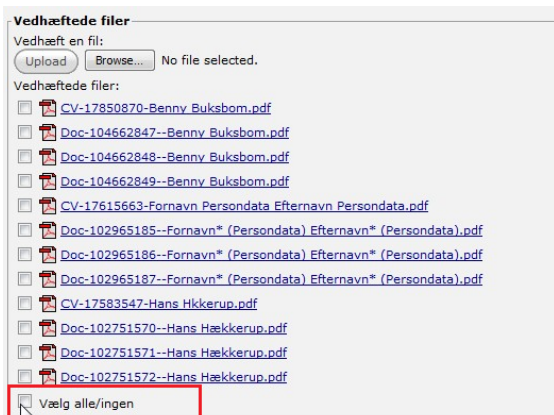 Vedhæftede filer
Vedhæft en fil:
Upload Browse... No file selected.
Vedhæftede filer:
CV-17850870-Benny Buksbom.pdf
Doc-104662847--Benny Buksbom.pdf
Doc-104662848--Benny Buksbom.pdf
Doc-104662849--Benny Buksbom.pdf
CV-17615663-Fornavn Persondata Efternavn Persondata.pdf
Doc-102965185--Fornavn* (Persondata) Efternavn* (Persondata).pdf
Doc-102965186--Fornavn* (Persondata) Efternavn* (Persondata).pdf
Doc-102965187--Fornavn* (Persondata) Efternavn* (Persondata).pdf
CV-17583547-Hans Hkkerup.pdf
Doc-102751570--Hans Hækkerup.pdf
Doc-102751571--Hans Hækkerup.pdf
Doc-102751572--Hans Hækkerup.pdf
Vælg alle/ingen